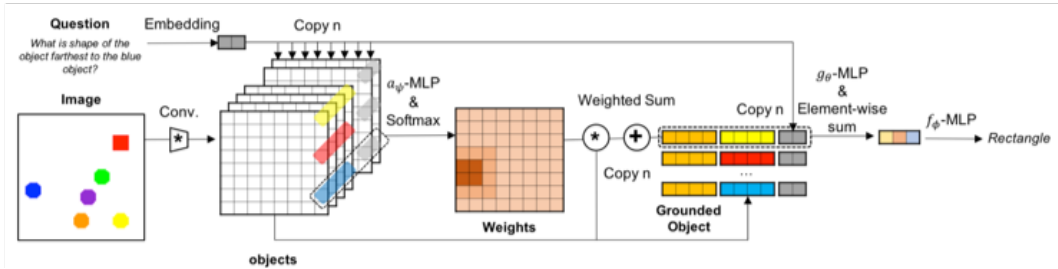 Question
What is shape of the
object farthest to the blue
object?
Embedding
Copy n
Image
Conv.
objects
aψ-MLP
&
Softmax
Weights
Weighted Sum
*
+
Copy n
Copy n
...
Grounded
Object
gθ-MLP
&
Element-wise
sum
fϕ-MLP
Rectangle